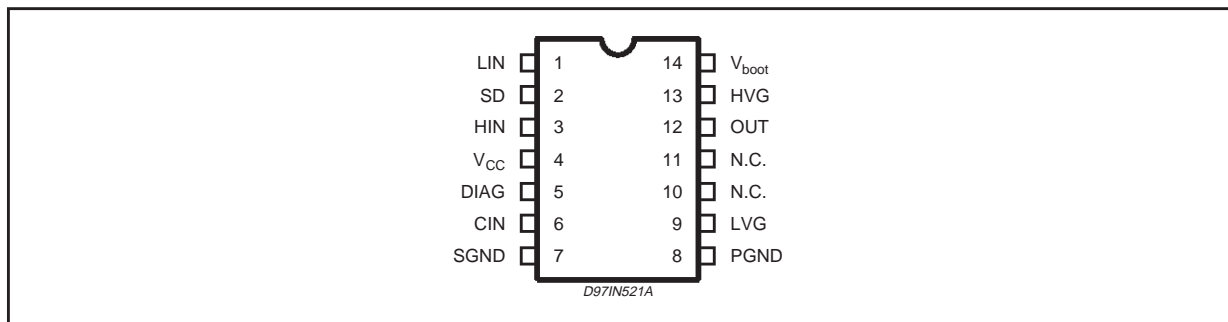 LIN 1 14 Vboot
SD 2 13 HVG
HIN 3 12 OUT
VCC 4 11 N.C.
DIAG 5 10 N.C.
CIN 6 9 LVG
SGND 7 8 PGND
D97IN521A